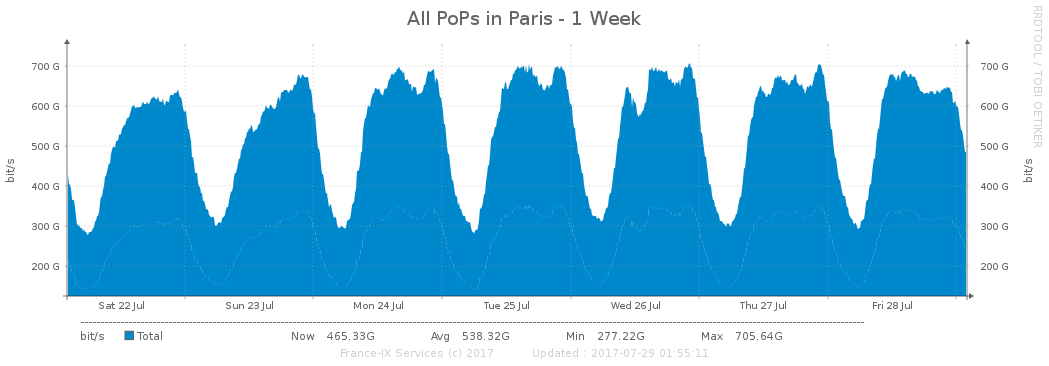 All PoPs in Paris - 1 Week
RRDTOOL / TOBI OETIKER
bit/s
700 G
600 G
500 G
400 G
300 G
200 G
700 G
600 G
500 G
400 G
300 G
200 G
bit/s
Sat 22 Jul Sun 23 Jul Mon 24 Jul Tue 25 Jul Wed 26 Jul Thu 27 Jul Fri 28 Jul
bit/s Total Now 465.33G Avg 538.32G Min 277.22G Max 705.64G
France-IX Services (c) 2017 Updated : 2017-07-29 01:55:11